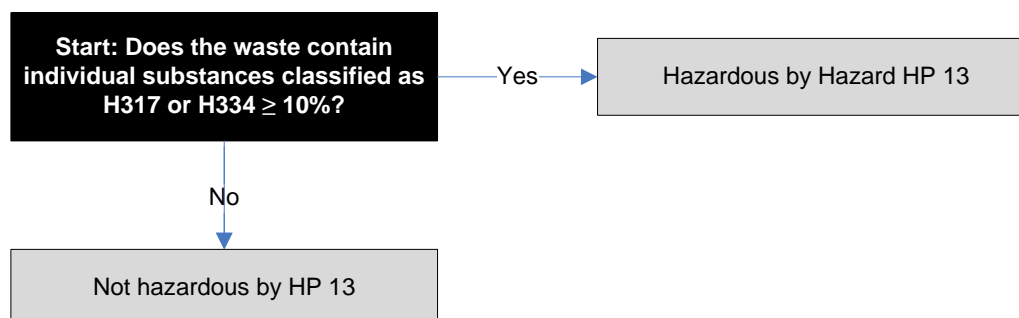 Start: Does the waste contain
individual substances classified as
H317 or H334 ≥ 10%?
Yes
Hazardous by Hazard HP 13
No
Not hazardous by HP 13